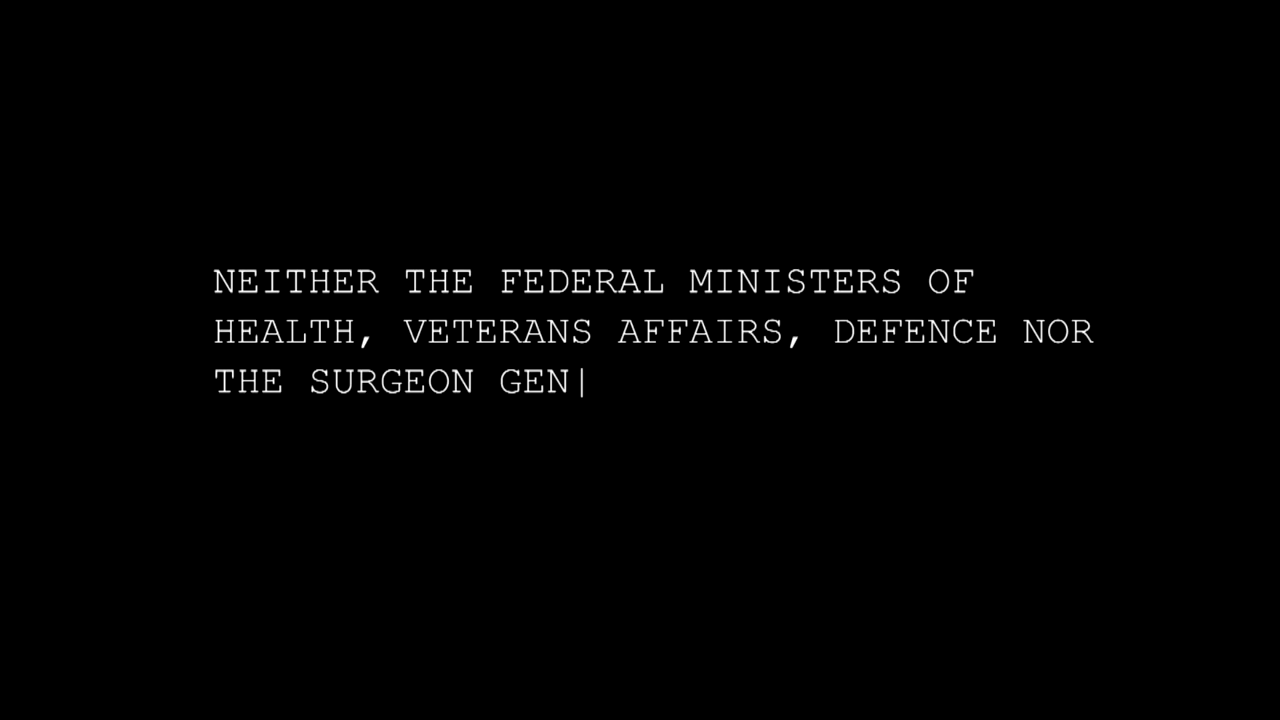 NEITHER THE FEDERAL MINISTERS OF
HEALTH, VETERANS AFFAIRS, DEFENCE NOR
THE SURGEON GEN|